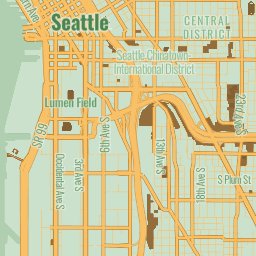 Seattle
CENTRAL
DISTRICT
Seattle Chinatown-
International District
Lumen Field
23rd Ave S
SR 99
6th Ave S
13th Ave S
Occidental Ave S
3rd Ave S
18th Ave S
S Plum St